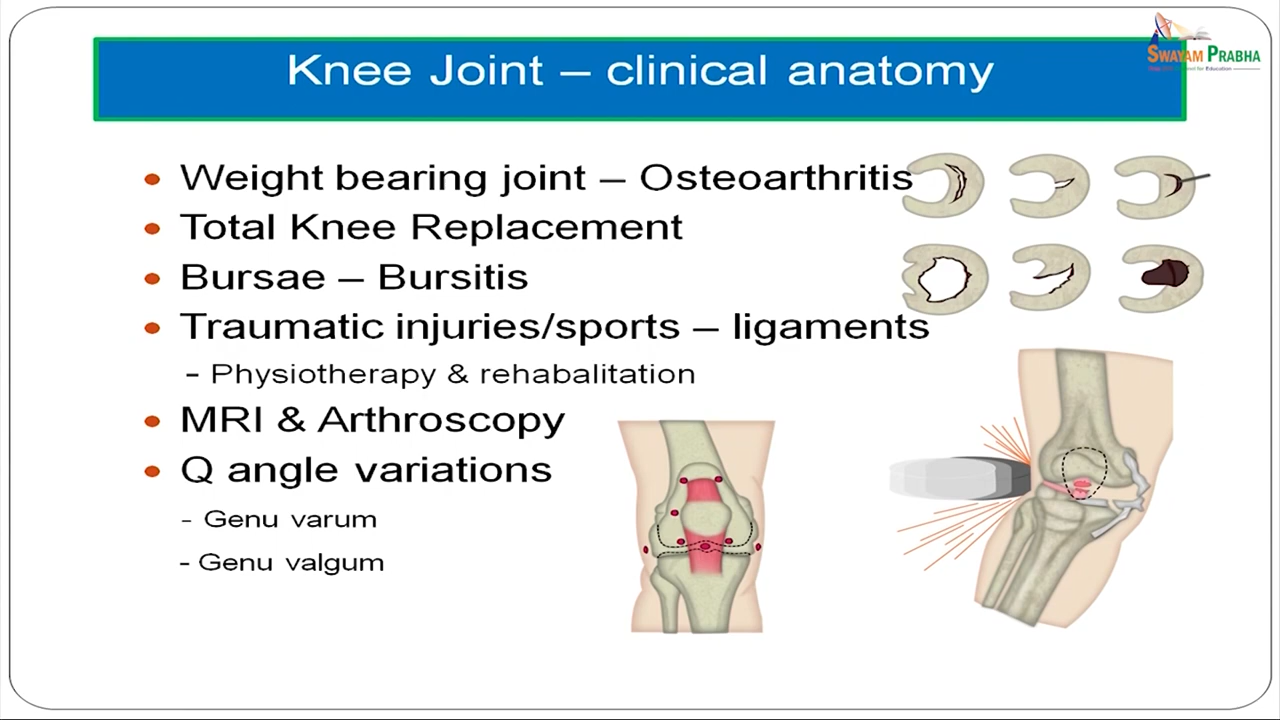 Knee Joint – clinical anatomy
SWAYAM PRABHA
• Weight bearing joint – Osteoarthritis
• Total Knee Replacement
• Bursae – Bursitis
• Traumatic injuries/sports – ligaments
- Physiotherapy & rehabalitation
• MRI & Arthroscopy
• Q angle variations
- Genu varum
- Genu valgum